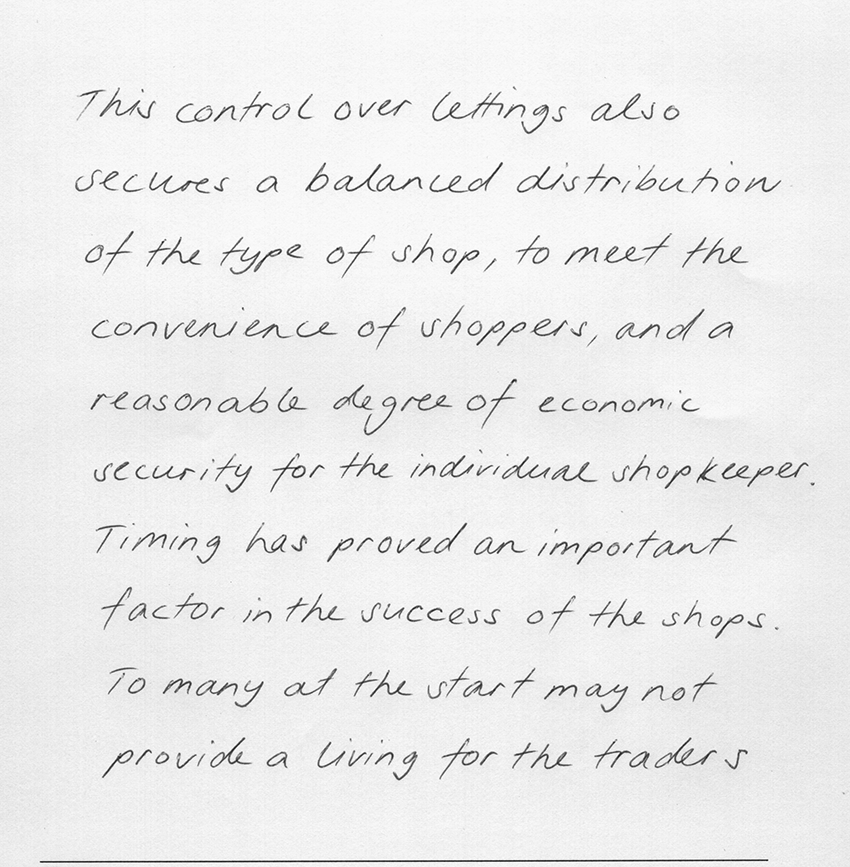 This control over lettings also
secures a balanced distribution
of the type of shop, to meet the
convenience of shoppers, and a
reasonable degree of economic
security for the individual shopkeeper.
Timing has proved an important
factor in the success of the shops.
To many at the start may not
provide a living for the traders